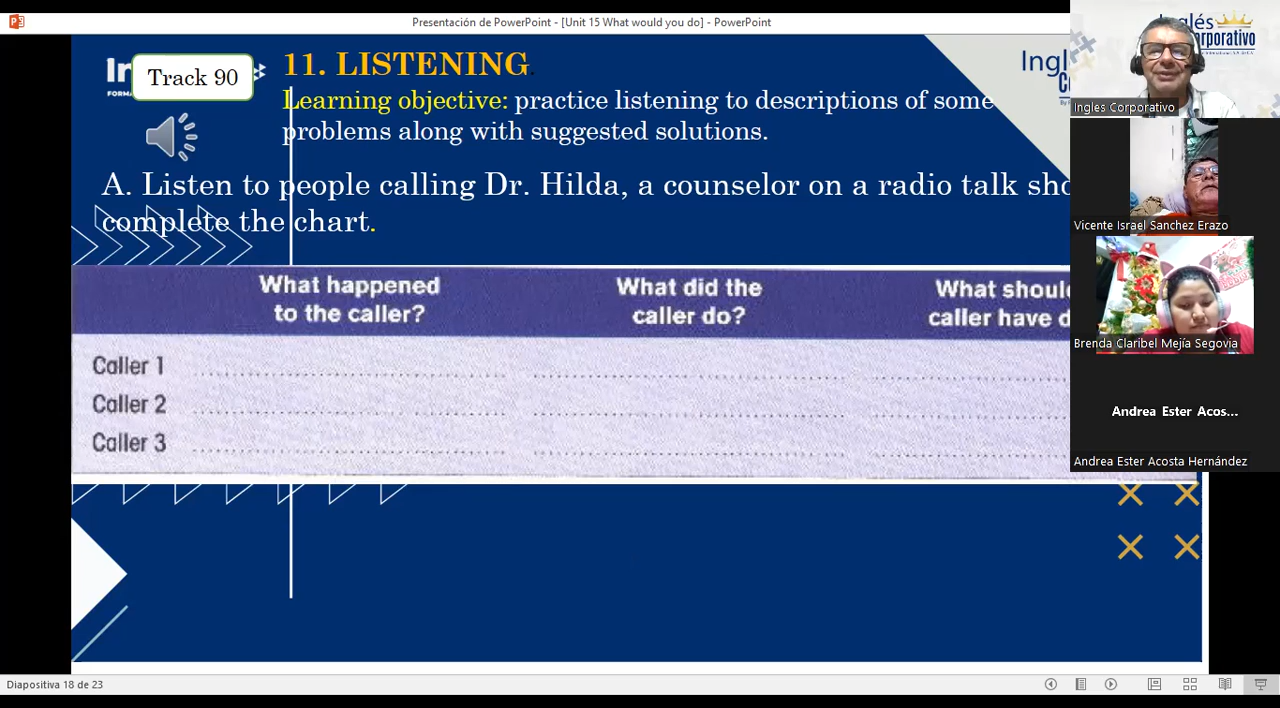 Presentación de PowerPoint - [Unit 15 What would you do] - PowerPoint
Inglés
Corporativo
Ingles Corporativo
Track 90
11. LISTENING.
Learning objective: practice listening to descriptions of some
problems along with suggested solutions.
A. Listen to people calling Dr. Hilda, a counselor on a radio talk
complete the chart.
What happened
to the caller?
What did the
caller do?
What
caller have
Caller 1
Caller 2
Caller 3
Vicente Israel Sanchez Erazo
Brenda Claribel Mejía Segovia
Andrea Ester Acos...
Andrea Ester Acosta Hernández
Diapositiva 18 de 23